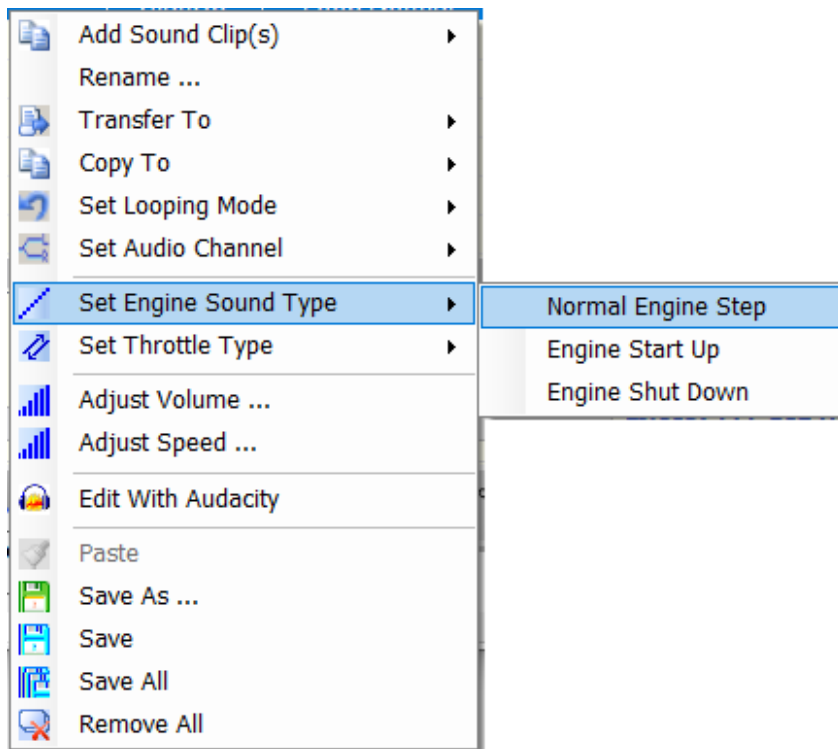 Add Sound Clip(s)
Rename ...
Transfer To
Copy To
Set Looping Mode
Set Audio Channel
Set Engine Sound Type
Set Throttle Type
Adjust Volume ...
Adjust Speed ...
Edit With Audacity
Paste
Save As ...
Save
Save All
Remove All
Normal Engine Step
Engine Start Up
Engine Shut Down